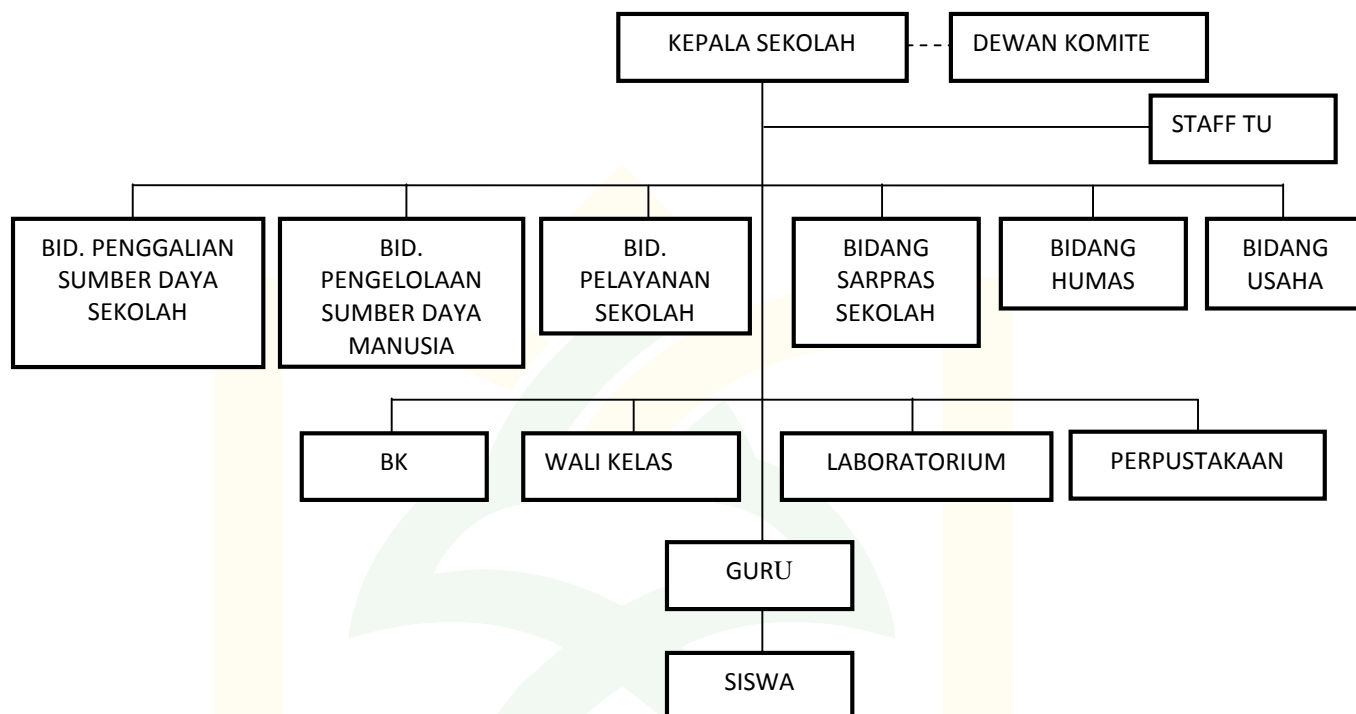 KEPALA SEKOLAH
DEWAN KOMITE
STAFF TU
BID. PENGGALIAN
SUMBER DAYA
SEKOLAH
BID.
PENGELOLAAN
SUMBER DAYA
MANUSIA
BID.
PELAYANAN
SEKOLAH
BIDANG
SARPRAS
SEKOLAH
BIDANG
HUMAS
BIDANG
USAHA
BK
WALI KELAS
LABORATORIUM
PERPUSTAKAAN
GURU
SISWA